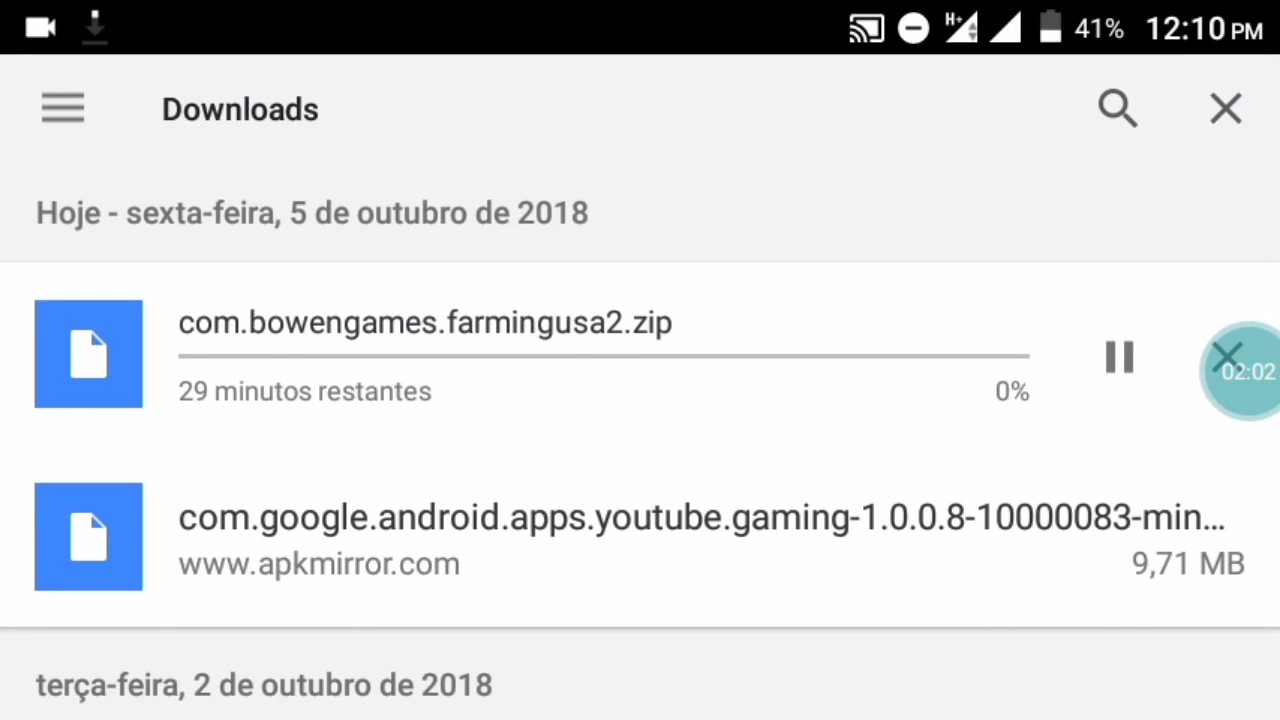 H+ 41% 12:10 PM
Downloads
Hoje - sexta-feira, 5 de outubro de 2018
com.bowengames.farmingusa2.zip
29 minutos restantes 0%
02:02
com.google.android.apps.youtube.gaming-1.0.0.8-10000083-min...
www.apkmirror.com 9,71 MB
terça-feira, 2 de outubro de 2018